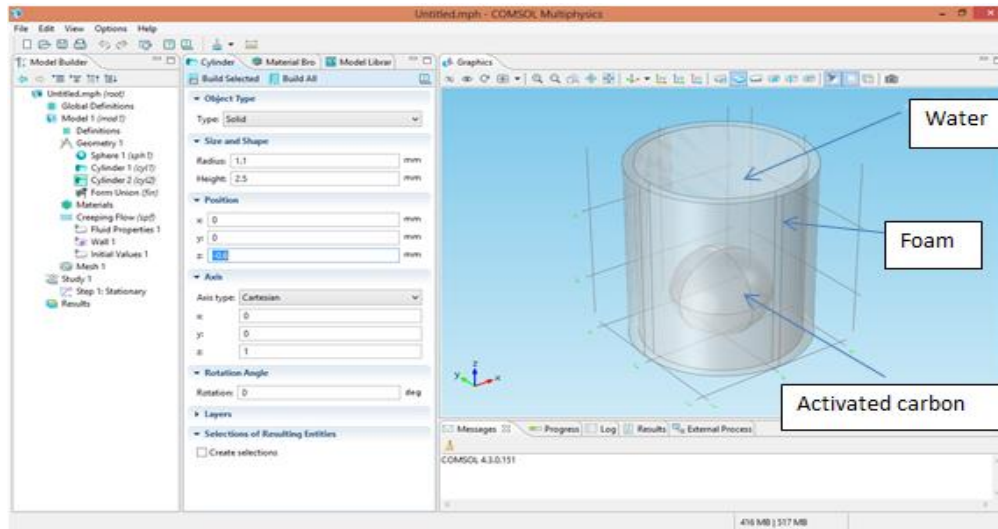 Untitled.mph - COMSOL Multiphysics
File Edit View Options Help
Model Builder
Untitled.mph (root)
Global Definitions
Model 1 (mod1)
Definitions
Geometry 1
Sphere 1 (sph1)
Cylinder 1 (cyl1)
Cylinder 2 (cyl2)
Form Union (fin)
Materials
Creeping Flow (spf)
Fluid Properties 1
Wall 1
Initial Values 1
Mesh 1
Study 1
Step 1: Stationary
Results
Cylinder Material Bro Model Librar
Build Selected Build All
Object Type
Type: Solid
Size and Shape
Radius: 1.1 mm
Height: 2.5 mm
Position
x: 0 mm
y: 0 mm
z: -0.6 mm
Axis
Axis type: Cartesian
x: 0
y: 0
z: 1
Rotation Angle
Rotation: 0 deg
Layers
Selections of Resulting Entities
Create selections
Graphics
Water
Foam
Activated carbon
z
y
x
Messages Progress Log Results External Process
COMSOL 4.3.0.151
416 MB | 517 MB